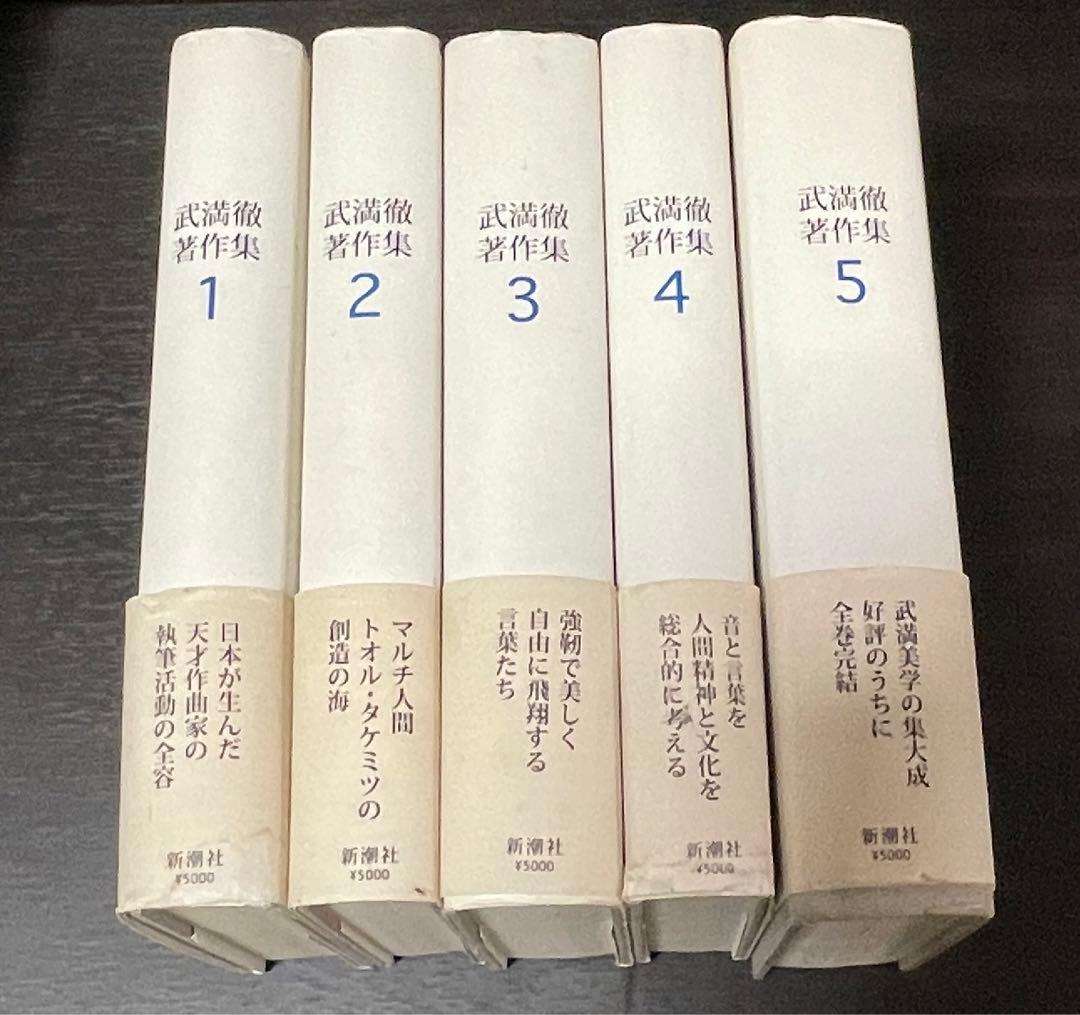 武満徹
著作集
1
日本が生んだ
天才作曲家の
執筆活動の全容
新潮社
¥5000
武満徹
著作集
2
マルチ人間
トオル・タケミツの
創造の海
新潮社
¥5000
武満徹
著作集
3
強靭で美しく
自由に飛翔する
言葉たち
新潮社
¥5000
武満徹
著作集
4
音と言葉を
人間精神と文化を
総合的に考える
新潮社
¥5000
武満徹
著作集
5
武満美学の集大成
好評のうちに
全巻完結
新潮社
¥5000